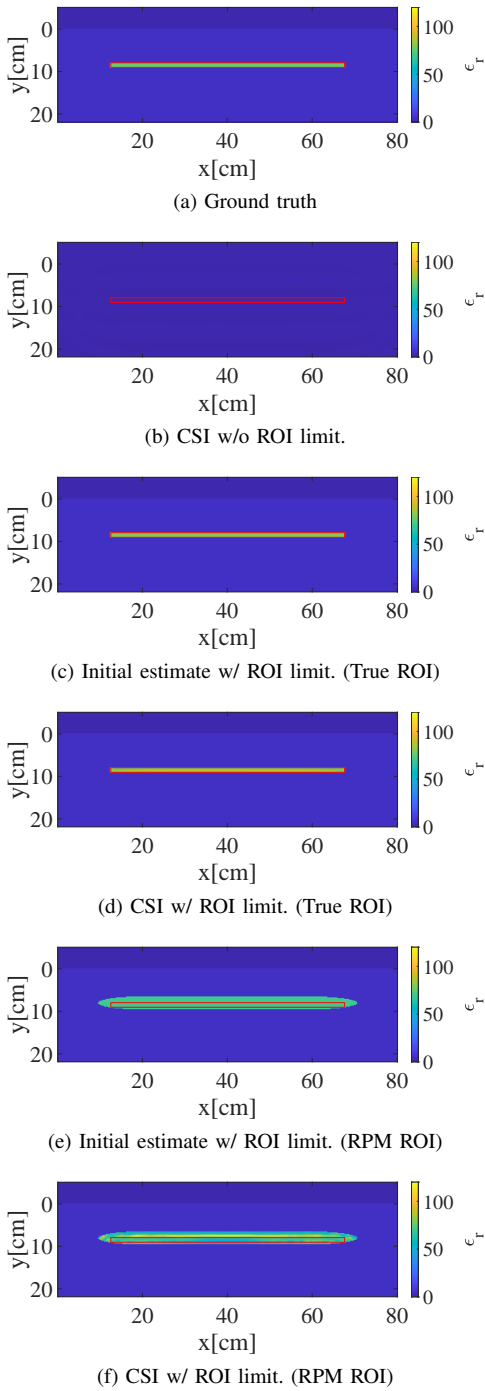 0
10
20
y[cm]
20
40
60
80
x[cm]
0
50
100
ϵr
(a) Ground truth
0
10
20
y[cm]
20
40
60
80
x[cm]
0
50
100
ϵr
(b) CSI w/o ROI limit.
0
10
20
y[cm]
20
40
60
80
x[cm]
0
50
100
ϵr
(c) Initial estimate w/ ROI limit. (True ROI)
0
10
20
y[cm]
20
40
60
80
x[cm]
0
50
100
ϵr
(d) CSI w/ ROI limit. (True ROI)
0
10
20
y[cm]
20
40
60
80
x[cm]
0
50
100
ϵr
(e) Initial estimate w/ ROI limit. (RPM ROI)
0
10
20
y[cm]
20
40
60
80
x[cm]
0
50
100
ϵr
(f) CSI w/ ROI limit. (RPM ROI)